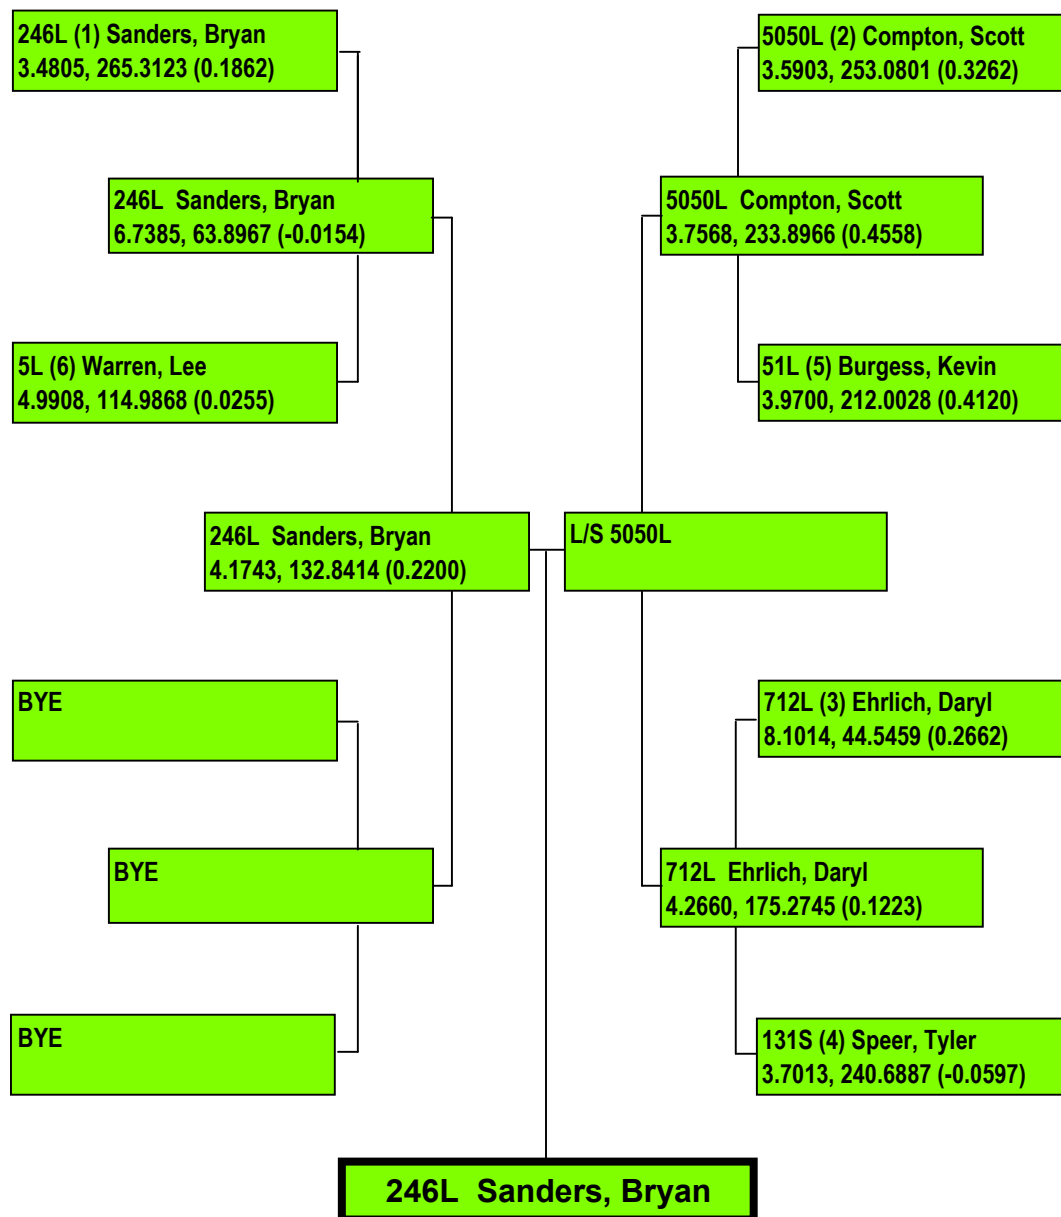 246L (1) Sanders, Bryan
3.4805, 265.3123 (0.1862)
5050L (2) Compton, Scott
3.5903, 253.0801 (0.3262)
246L Sanders, Bryan
6.7385, 63.8967 (-0.0154)
5050L Compton, Scott
3.7568, 233.8966 (0.4558)
5L (6) Warren, Lee
4.9908, 114.9868 (0.0255)
51L (5) Burgess, Kevin
3.9700, 212.0028 (0.4120)
246L Sanders, Bryan
4.1743, 132.8414 (0.2200)
L/S 5050L
BYE
712L (3) Ehrlich, Daryl
8.1014, 44.5459 (0.2662)
BYE
712L Ehrlich, Daryl
4.2660, 175.2745 (0.1223)
BYE
131S (4) Speer, Tyler
3.7013, 240.6887 (-0.0597)
246L Sanders, Bryan